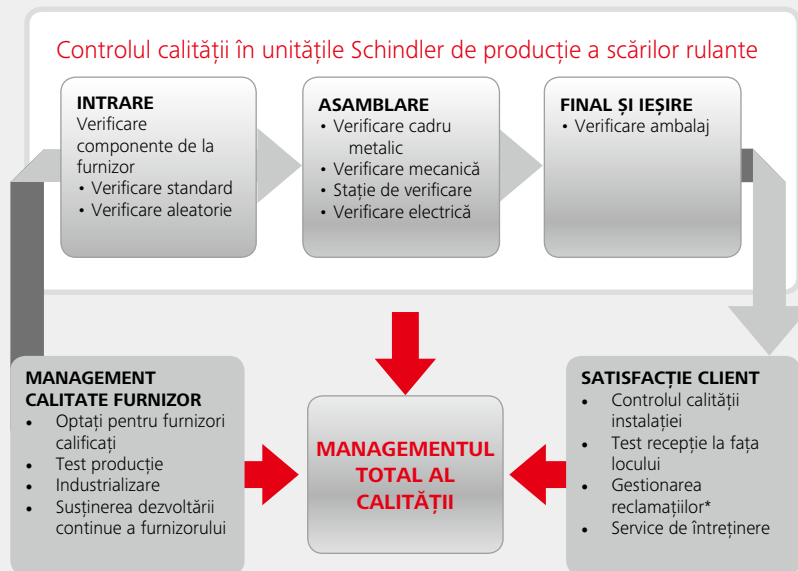 Controlul calității în unitățile Schindler de producție a scărilor rulante
INTRARE
Verificare
componente de la
furnizor
• Verificare standard
• Verificare aleatorie
ASAMBLARE
• Verificare cadru
metalic
• Verificare mecanică
• Stație de verificare
• Verificare electrică
FINAL ȘI IEȘIRE
• Verificare ambalaj
MANAGEMENT
CALITATE FURNIZOR
• Optați pentru furnizori
calificați
• Test producție
• Industrializare
• Susținerea dezvoltării
continue a furnizorului
MANAGEMENTUL
TOTAL AL
CALITĂȚII
SATISFACȚIE CLIENT
• Controlul calității
instalației
• Test recepție la fața
locului
• Gestionarea
reclamațiilor*
• Service de întreținere